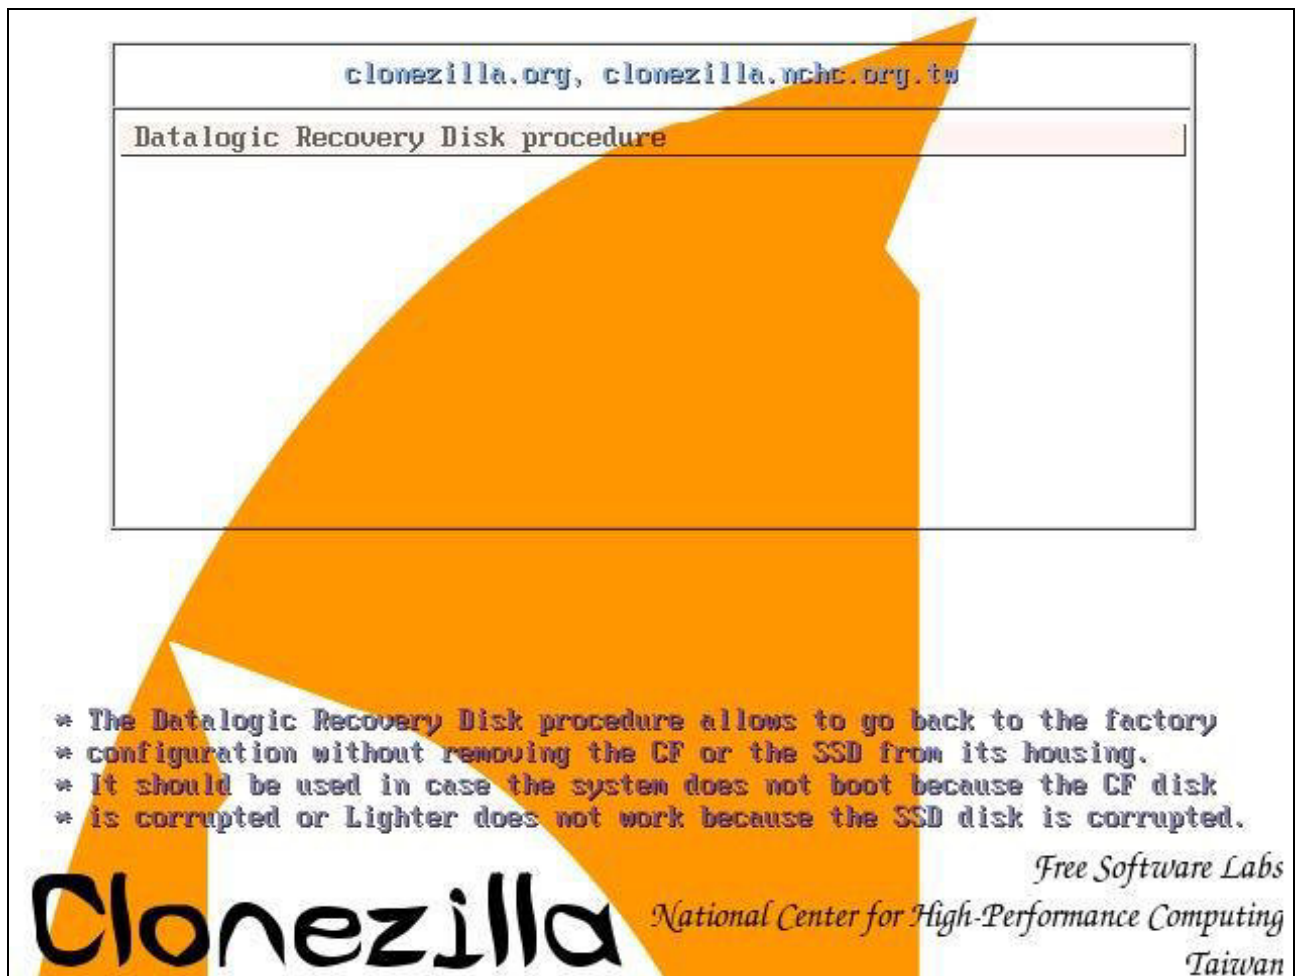 clonezilla.org, clonezilla.nchc.org.tw
Datalogic Recovery Disk procedure
* The Datalogic Recovery Disk procedure allows to go back to the factory
* configuration without removing the CF or the SSD from its housing.
* It should be used in case the system does not boot because the CF disk
* is corrupted or Lighter does not work because the SSD disk is corrupted.
Free Software Labs
Clonezilla National Center for High-Performance Computing
Taiwan